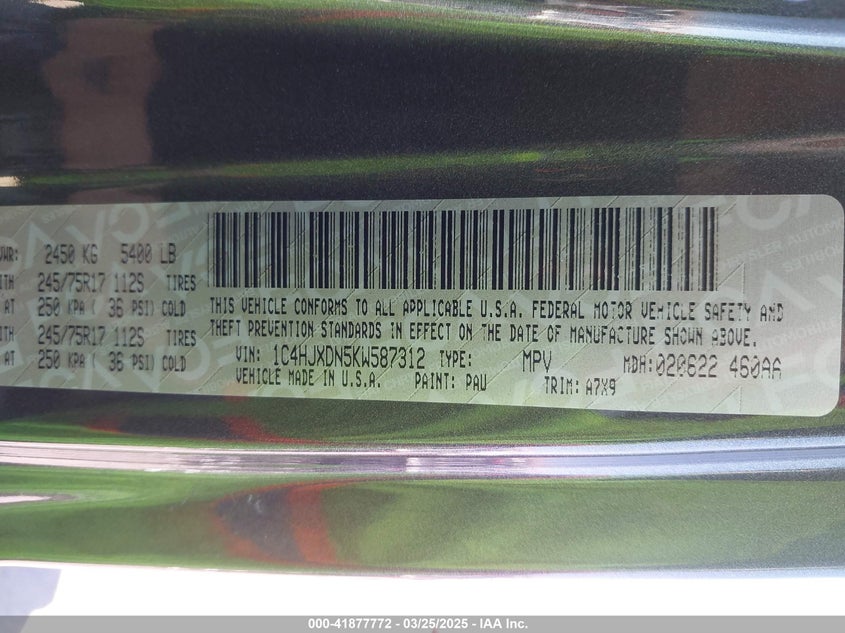 VWR: 2450 KG 5400 LB
ITH 245/75R17 112S TIRES
AT 250 KPA ( 36 PSI) COLD
ITH 245/75R17 112S TIRES
AT 250 KPA ( 36 PSI) COLD
THIS VEHICLE CONFORMS TO ALL APPLICABLE U.S.A. FEDERAL MOTOR VEHICLE SAFETY AND
THEFT PREVENTION STANDARDS IN EFFECT ON THE DATE OF MANUFACTURE SHOWN ABOVE.
VIN: 1C4HJXDN5KW587312 TYPE: MPV MDH: 020622 460AA
VEHICLE MADE IN U.S.A. PAINT: PAU TRIM: A7X9
000-41877772 — 03/25/2025 — IAA Inc.